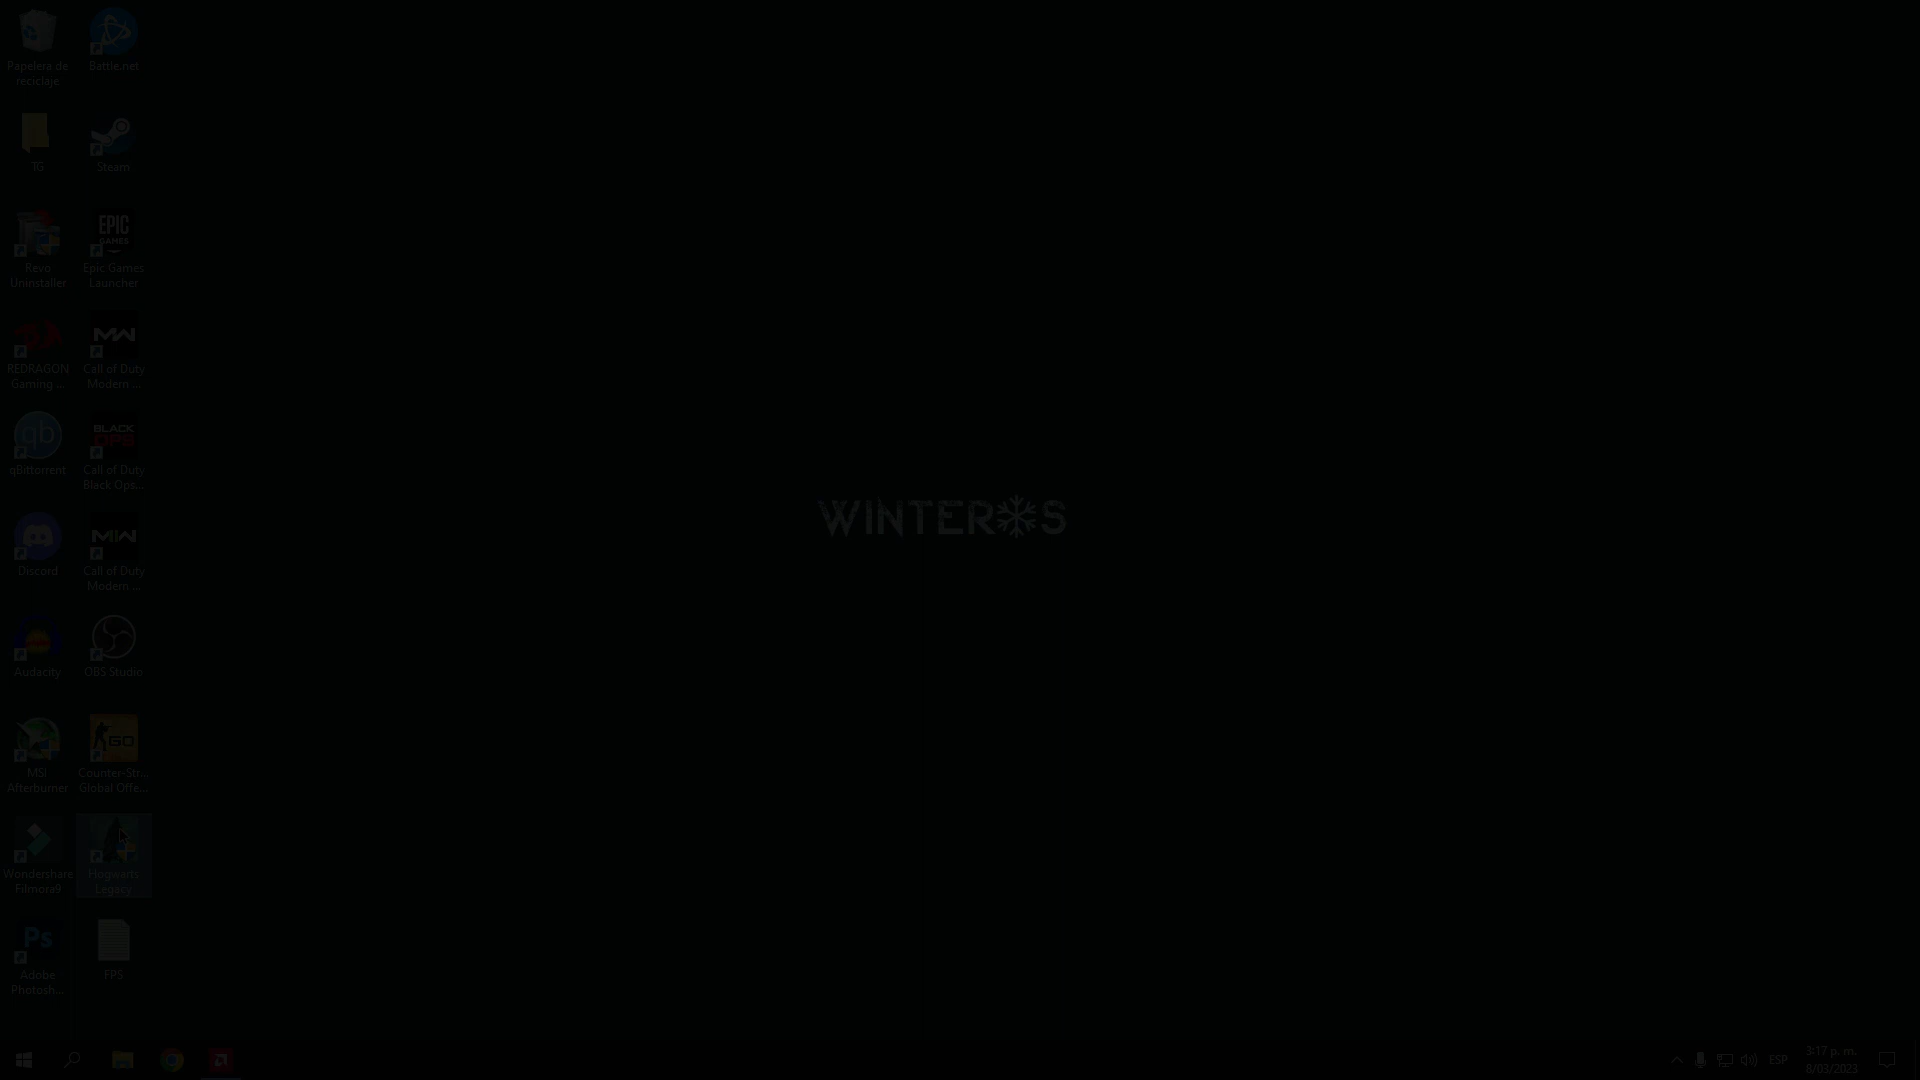 Papelera de
reciclaje
Battle.net
TG
Steam
Revo
Uninstaller
EPIC
GAMES
Epic Games
Launcher
REDRAGON
Gaming ...
MW
Call of Duty
Modern ...
qb
qBittorrent
BLACK
OPS
Call of Duty
Black Ops...
Discord
MW
Call of Duty
Modern ...
Audacity
OBS Studio
MSI
Afterburner
GO
Counter-Str...
Global Offe...
Wondershare
Filmora9
Hogwarts
Legacy
Ps
Adobe
Photosh...
FPS
WINTER❄S
ESP
3:17 p. m.
8/03/2023